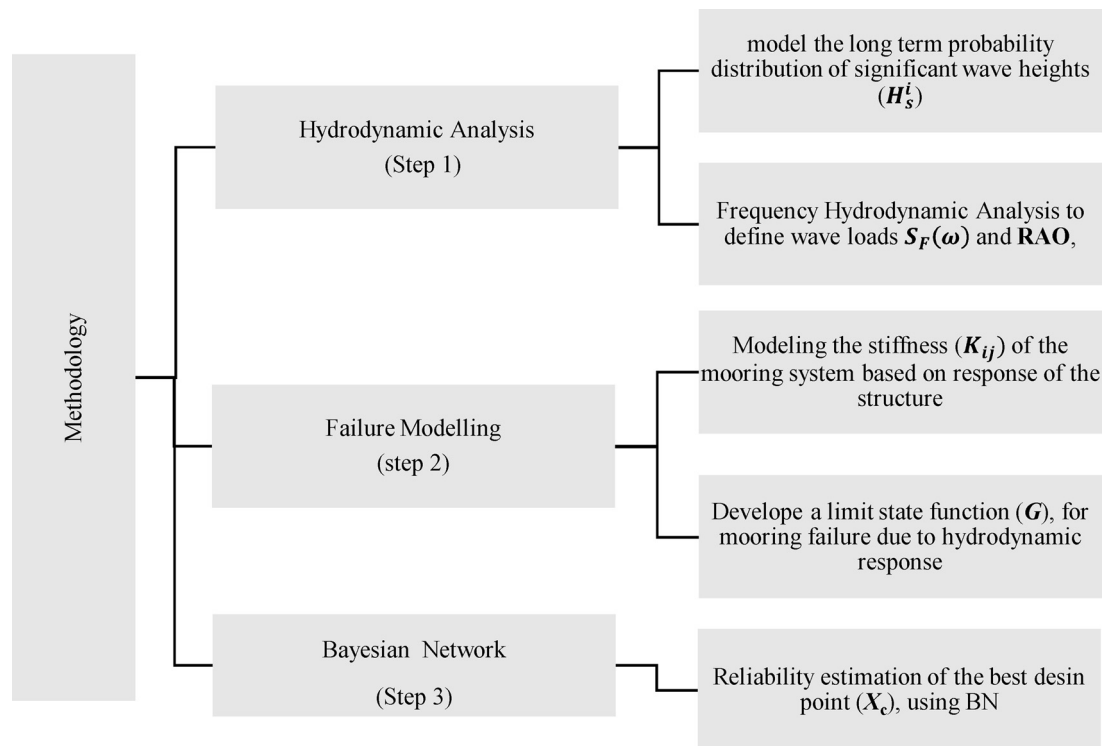 Methodology
Hydrodynamic Analysis
(Step 1)
model the long term probability
distribution of significant wave heights
(𝑯ₛⁱ)
Frequency Hydrodynamic Analysis to
define wave loads 𝑺_𝑭(𝝎) and RAO,
Failure Modelling
(step 2)
Modeling the stiffness (𝑲ᵢⱼ) of the
mooring system based on response of the
structure
Develope a limit state function (𝑮), for
mooring failure due to hydrodynamic
response
Bayesian Network
(Step 3)
Reliability estimation of the best desin
point (𝑿_𝐜), using BN